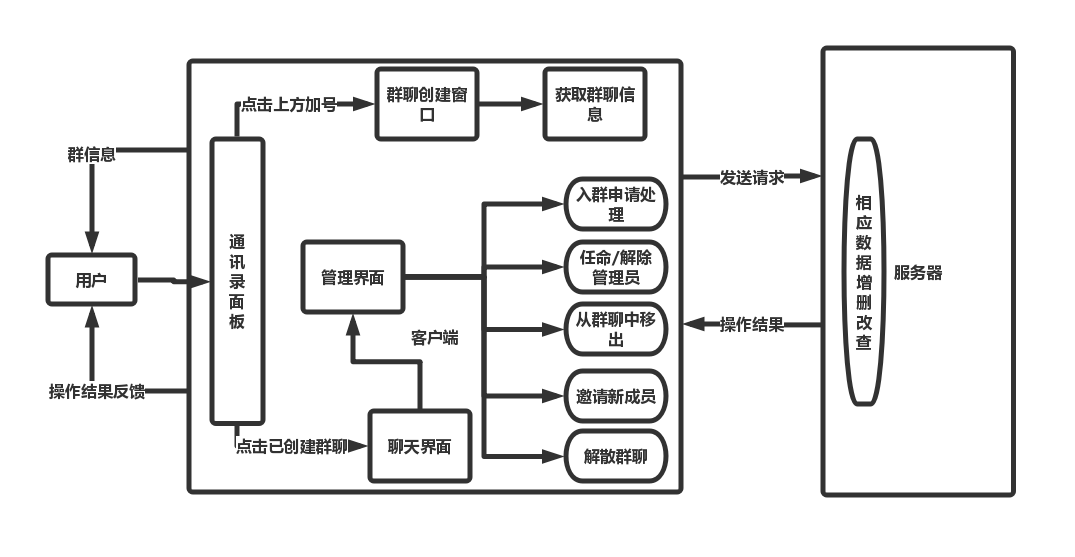 群信息
用户
操作结果反馈
点击上方加号
群聊创建窗
口
获取群聊信
息
通
讯
录
面
板
管理界面
客户端
点击已创建群聊
聊天界面
入群申请处
理
任命/解除
管理员
从群聊中移
出
邀请新成员
解散群聊
发送请求
操作结果
相
应
数
据
增
删
改
查
服务器